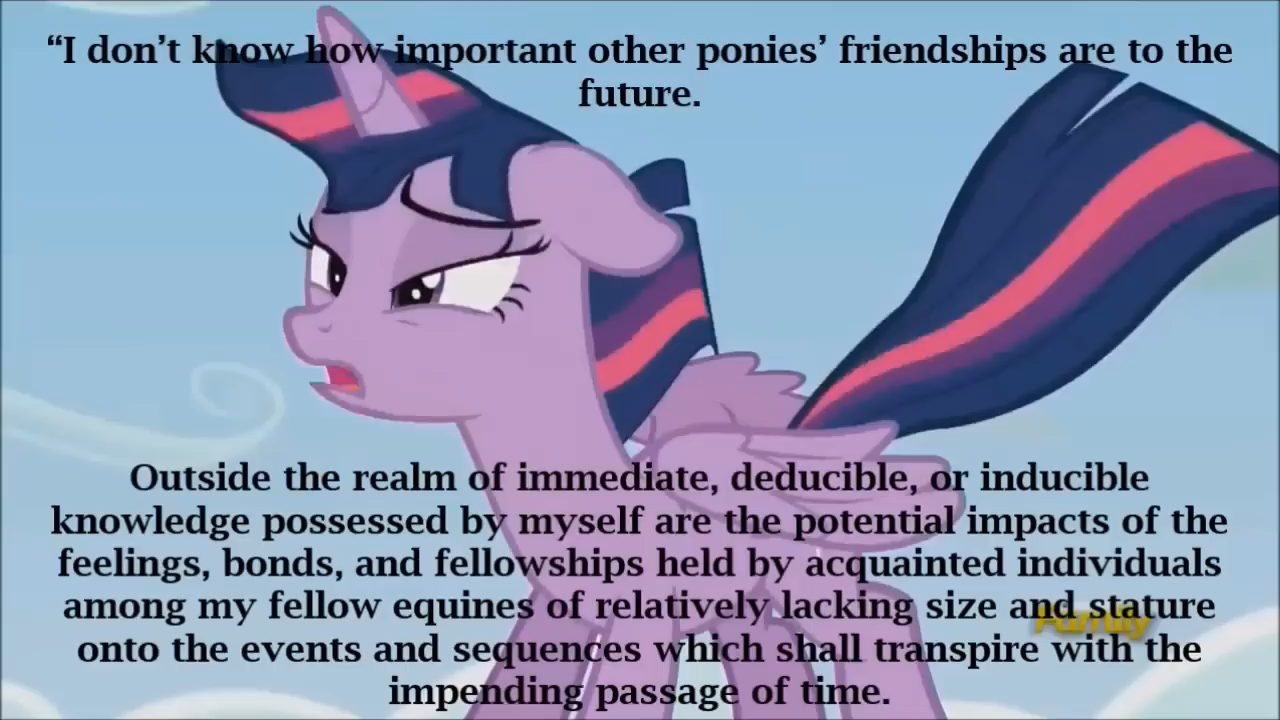 “I don’t know how important other ponies’ friendships are to the
future.
Outside the realm of immediate, deducible, or inducible
knowledge possessed by myself are the potential impacts of the
feelings, bonds, and fellowships held by acquainted individuals
among my fellow equines of relatively lacking size and stature
onto the events and sequences which shall transpire with the
impending passage of time.
Family